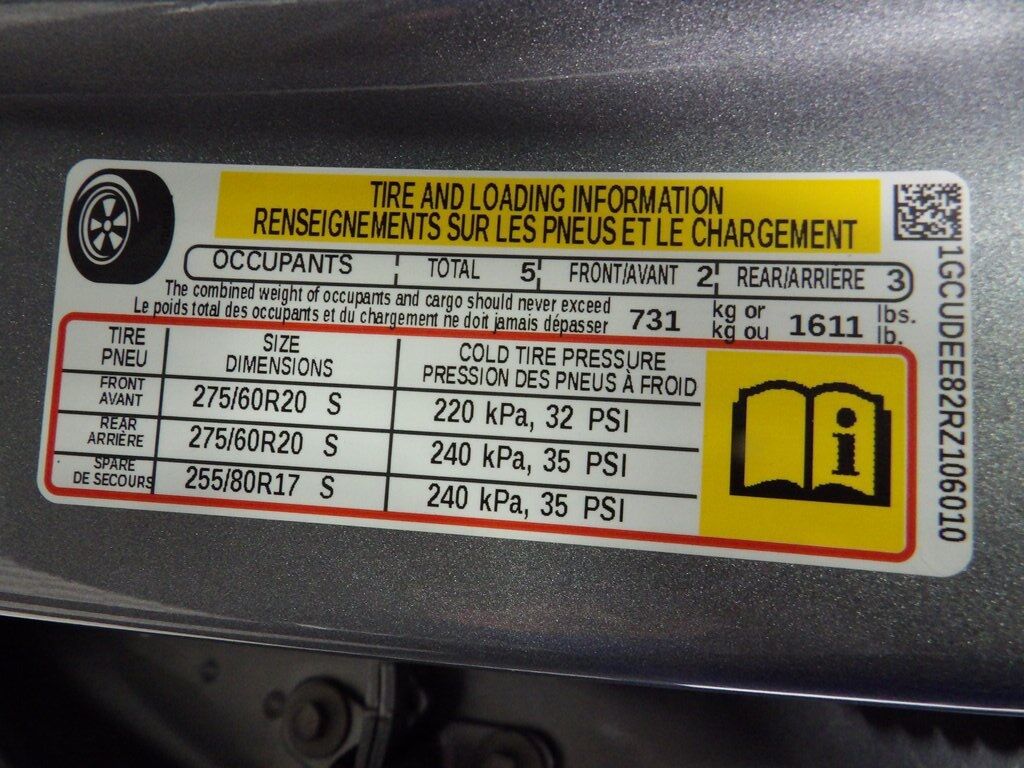 TIRE AND LOADING INFORMATION
RENSEIGNEMENTS SUR LES PNEUS ET LE CHARGEMENT
OCCUPANTS TOTAL 5 FRONT/AVANT 2 REAR/ARRIÈRE 3
The combined weight of occupants and cargo should never exceed
Le poids total des occupants et du chargement ne doit jamais dépasser
731 kg or 1611 lbs.
kg ou lb.
TIRE SIZE COLD TIRE PRESSURE
PNEU DIMENSIONS PRESSION DES PNEUS À FROID
FRONT
AVANT 275/60R20 S 220 kPa, 32 PSI
REAR
ARRIÈRE 275/60R20 S 240 kPa, 35 PSI
SPARE
DE SECOURS 255/80R17 S 240 kPa, 35 PSI
i
1GCUDEE82RZ106010